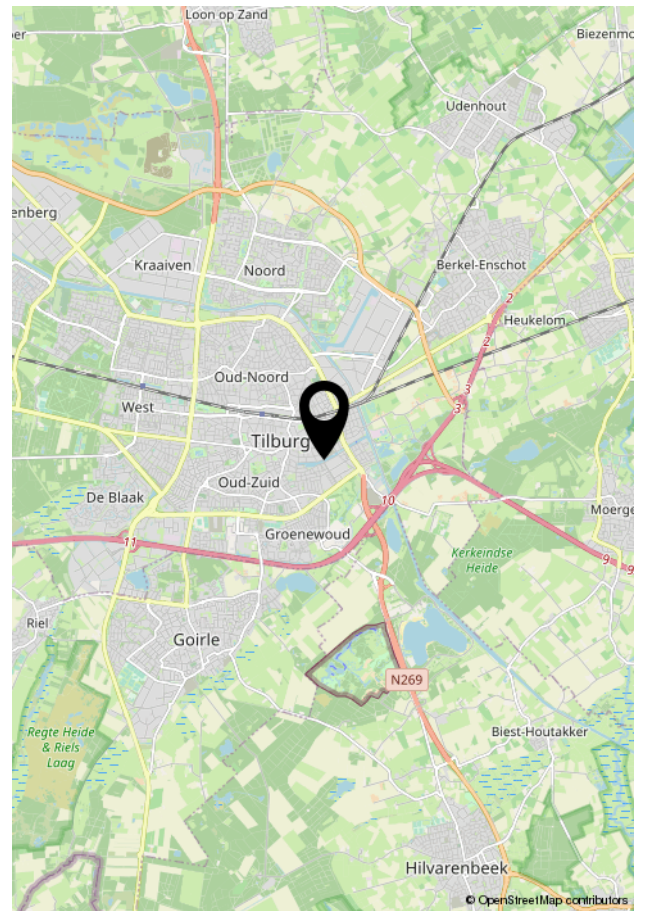 Loon op Zand
er
Biezenmo
Udenhout
enberg
Kraaiven
Noord
Berkel-Enschot
2
Heukelom
2
Oud-Noord
3
West
3
Tilburg
Oud-Zuid
De Blaak
10
Moerge
Groenewoud
11
Kerkeindse
Heide
9
9
Riel
Goirle
N269
Regte Heide
& Riels
Laag
Biest-Houtakker
Hilvarenbeek
© OpenStreetMap contributors